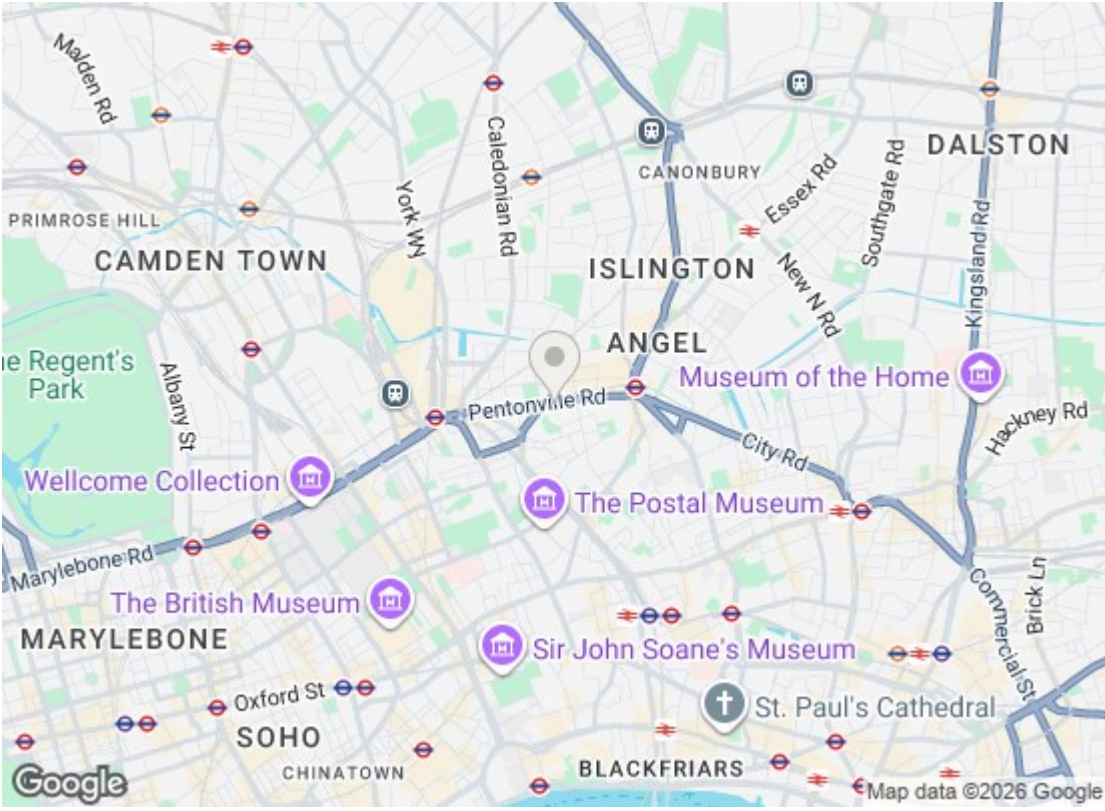 Malden Rd
Caledonian Rd
York Wy
CANONBURY
Essex Rd
Southgate Rd
DALSTON
PRIMROSE HILL
CAMDEN TOWN
ISLINGTON
New N Rd
Kingsland Rd
ANGEL
e Regent's
Park
Albany St
Museum of the Home
Pentonville Rd
Hackney Rd
City Rd
Wellcome Collection
The Postal Museum
Marylebone Rd
The British Museum
Commercial St
Brick Ln
MARYLEBONE
Sir John Soane's Museum
Oxford St
St. Paul's Cathedral
SOHO
CHINATOWN
BLACKFRIARS
Google
Map data ©2026 Google